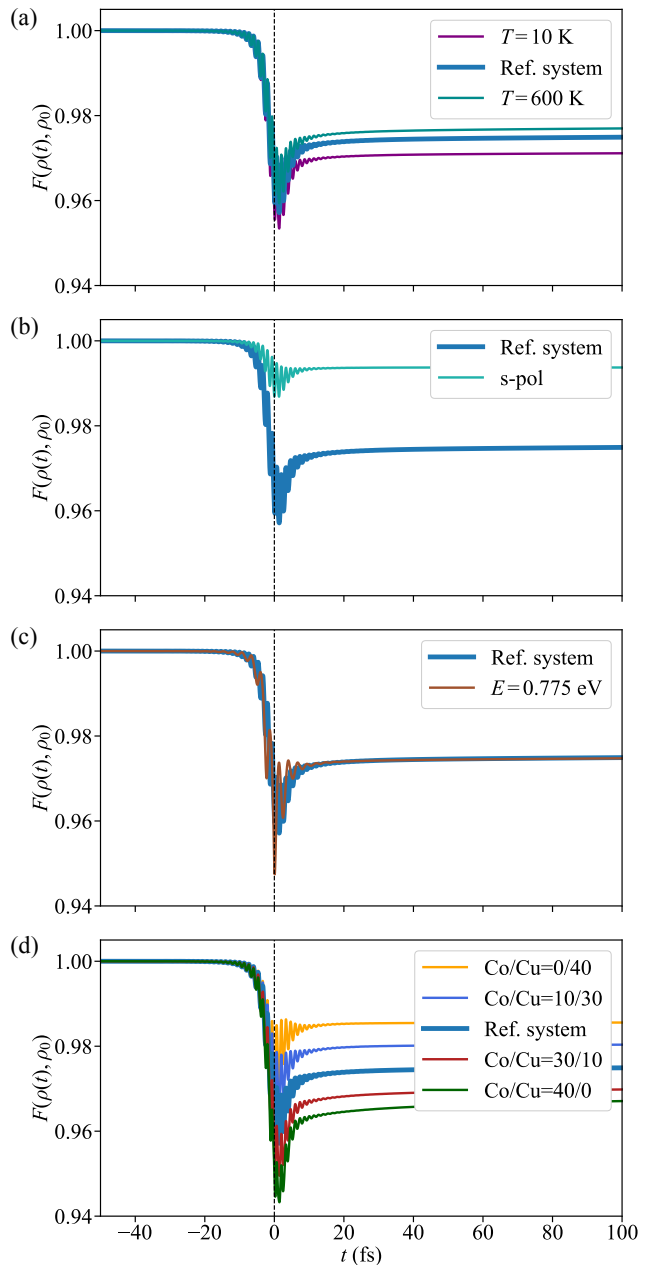 (a)
1.00
0.98
0.96
0.94
F(ρ(t), ρ₀)
T = 10 K
Ref. system
T = 600 K
(b)
1.00
0.98
0.96
0.94
F(ρ(t), ρ₀)
Ref. system
s-pol
(c)
1.00
0.98
0.96
0.94
F(ρ(t), ρ₀)
Ref. system
E = 0.775 eV
(d)
1.00
0.98
0.96
0.94
F(ρ(t), ρ₀)
Co/Cu=0/40
Co/Cu=10/30
Ref. system
Co/Cu=30/10
Co/Cu=40/0
−40 −20 0 20 40 60 80 100
t (fs)